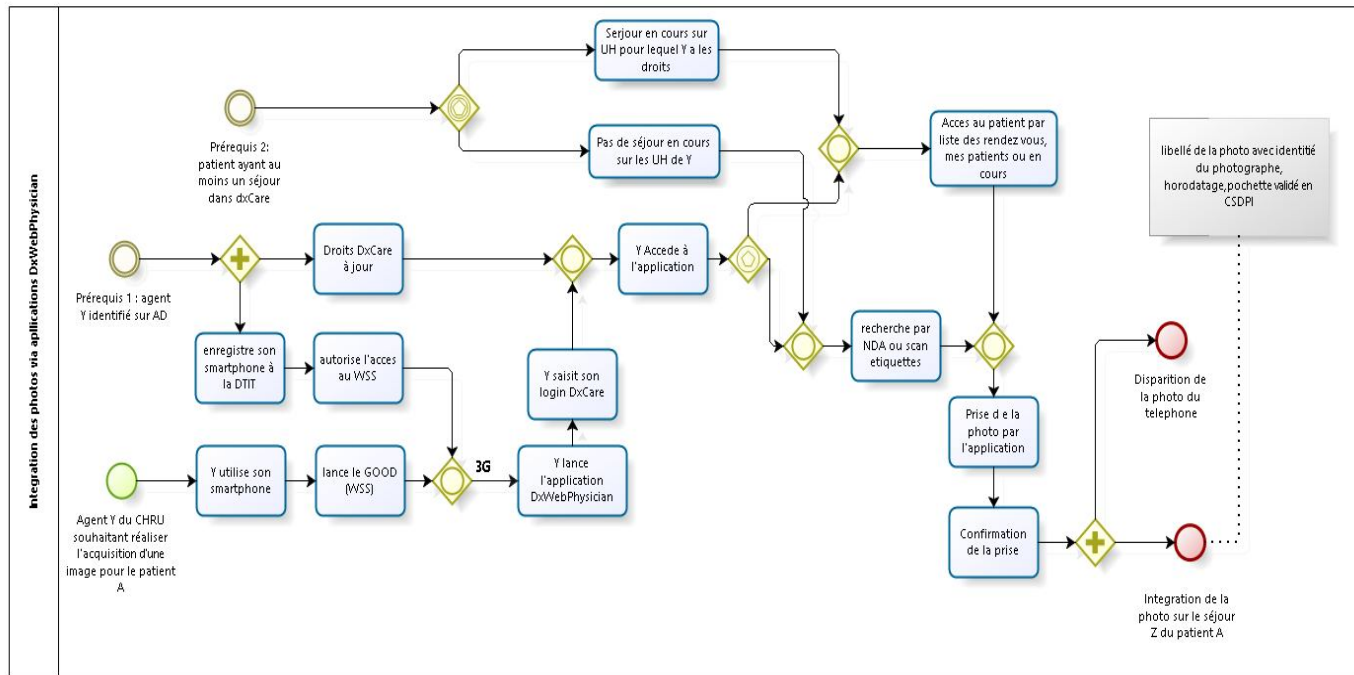 Integration des photos via aplications DxWebPhysician
Serjour en cours sur
UH pour lequel Y a les
droits
Prérequis 2:
patient ayant au
moins un séjour
dans dxCare
Pas de séjour en cours
sur les UH de Y
Acces au patient par
liste des rendez vous,
mes patients ou en
cours
libellé de la photo avec identité
du photographe,
horodatage,pochette validé en
CSDPI
Prérequis 1 : agent
Y identifié sur AD
Droits DxCare
à jour
Y Accede à
l'application
enregistre son
smartphone à
la DTIT
autorise l'acces
au WSS
Y saisit son
login DxCare
recherche par
NDA ou scan
etiquettes
Disparition de
la photo du
telephone
Prise d e la
photo par
l'application
Agent Y du CHRU
souhaitant réaliser
l'acquisition d'une
image pour le patient
A
Y utilise son
smartphone
lance le GOOD
(WSS)
3G
Y lance
l'application
DxWebPhysician
Confirmation
de la prise
Integration de la
photo sur le séjour
Z du patient A